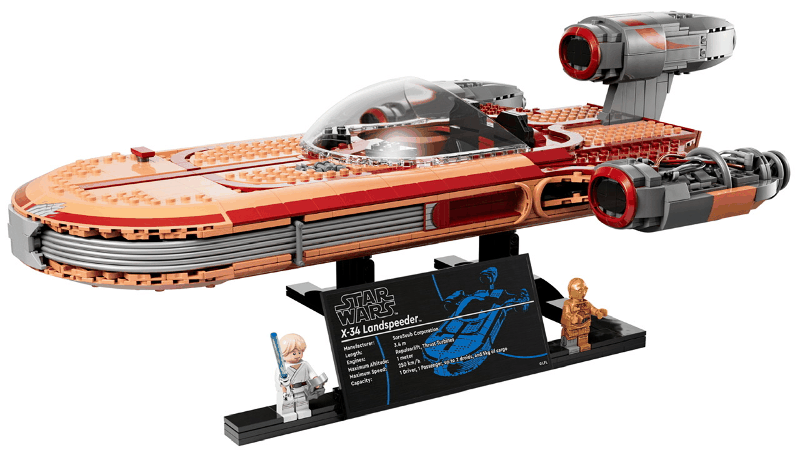 STAR
WARS
X-34 Landspeeder™
Manufacturer: SoroSuub Corporation
Length: 3.4 m
Engines: Repulsorlift, Thrust Turbines
Maximum Altitude: 1 meter
Maximum Speed: 250 km/h
Capacity: 1 Driver, 1 Passenger, up to 2 droids, and 5kg of cargo